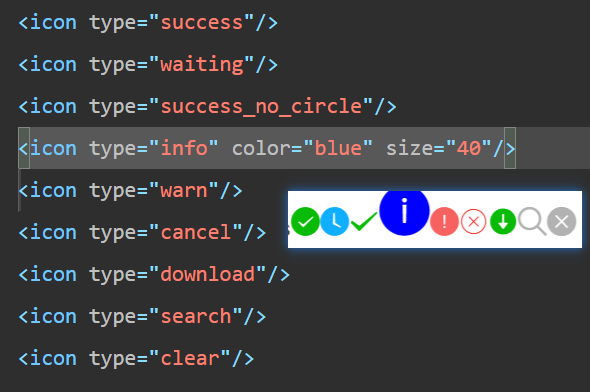 <icon type="success"/>
<icon type="waiting"/>
<icon type="success_no_circle"/>
<icon type="info" color="blue" size="40"/>
<icon type="warn"/>
<icon type="cancel"/>
<icon type="download"/>
<icon type="search"/>
<icon type="clear"/>